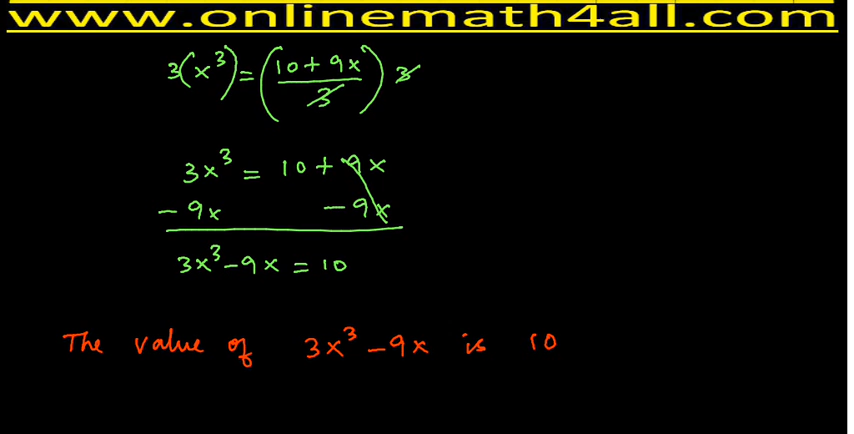 www.onlinemath4all.com
3(x³) = (10 + 9x / 3) 3
3x³ = 10 + 9x
- 9x - 9x
3x³ - 9x = 10
The value of 3x³ - 9x is 10